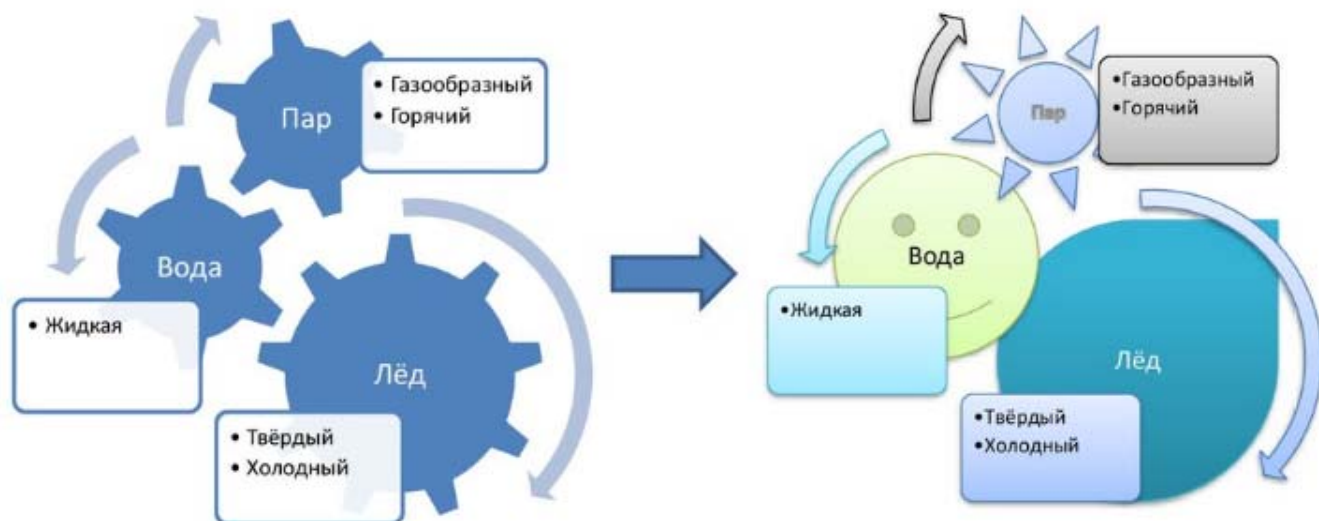 Пар
• Газообразный
• Горячий
Вода
• Жидкая
Лёд
• Твёрдый
• Холодный
Пар
•Газообразный
•Горячий
Вода
•Жидкая
Лёд
•Твёрдый
•Холодный